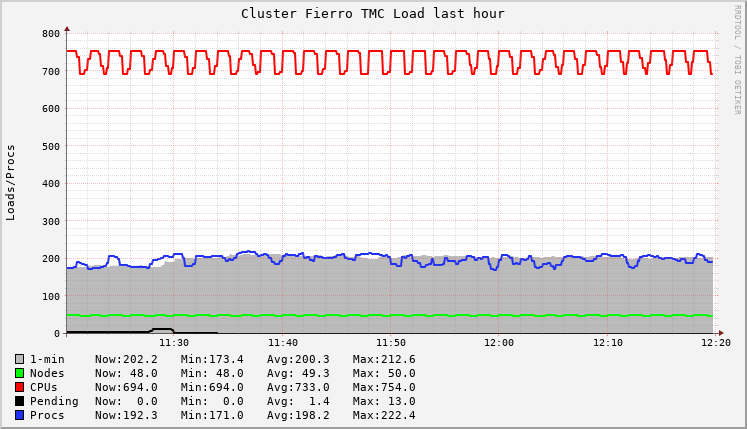 Cluster Fierro TMC Load last hour
RRDTOOL / TOBI OETIKER
Loads/Procs
800
700
600
500
400
300
200
100
0
11:30 11:40 11:50 12:00 12:10 12:20
1-min Now:202.2 Min:173.4 Avg:200.3 Max:212.6
Nodes Now: 48.0 Min: 48.0 Avg: 49.3 Max: 50.0
CPUs Now:694.0 Min:694.0 Avg:733.0 Max:754.0
Pending Now: 0.0 Min: 0.0 Avg: 1.4 Max: 13.0
Procs Now:192.3 Min:171.0 Avg:198.2 Max:222.4